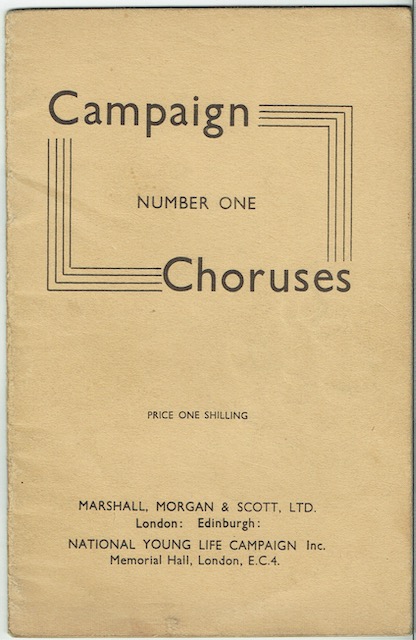 Campaign
NUMBER ONE
Choruses
PRICE ONE SHILLING
MARSHALL, MORGAN & SCOTT, LTD.
London: Edinburgh:
NATIONAL YOUNG LIFE CAMPAIGN Inc.
Memorial Hall, London, E.C.4.